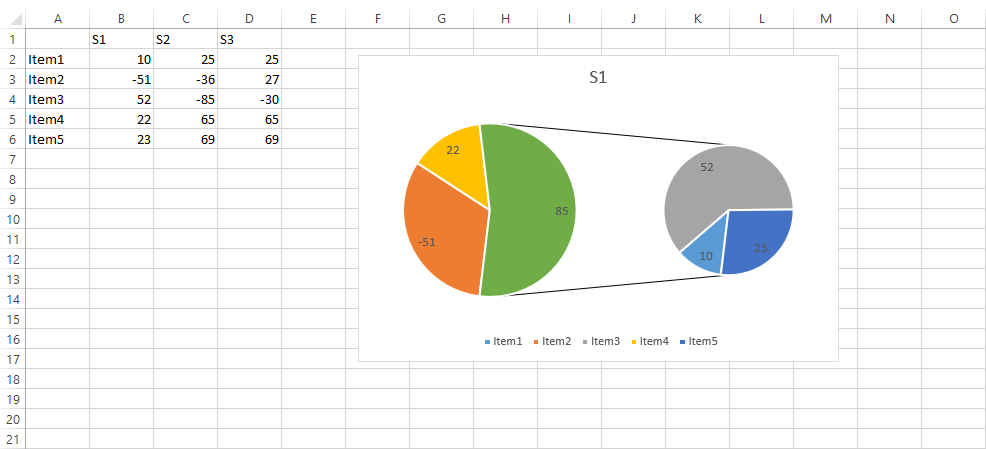 A B C D E F G H I J K L M N O
1 S1 S2 S3
2 Item1 10 25 25
3 Item2 -51 -36 27
4 Item3 52 -85 -30
5 Item4 22 65 65
6 Item5 23 69 69
7
8
9
10
11
12
13
14
15
16
17
18
19
20
21
S1
22
85
-51
52
23
10
Item1 Item2 Item3 Item4 Item5